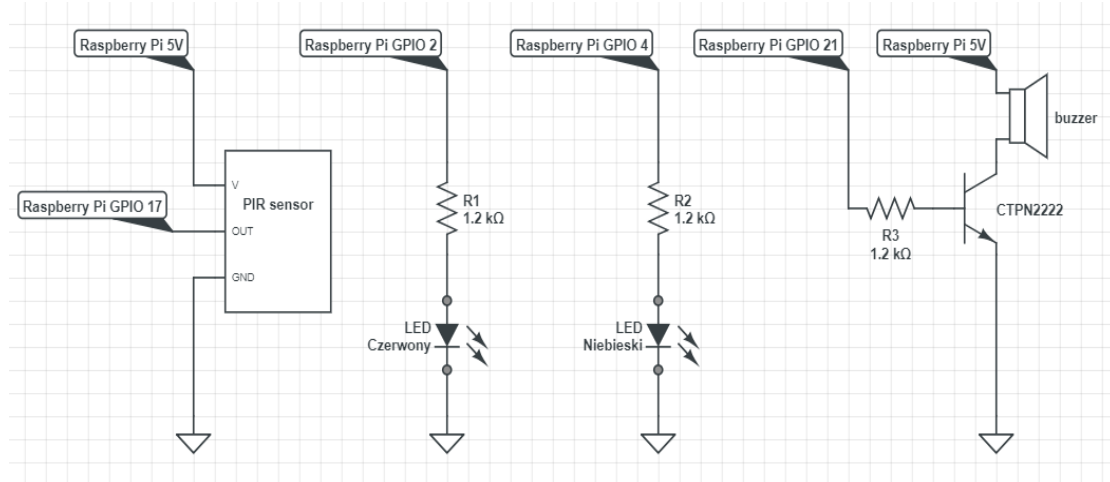 Raspberry Pi 5V
Raspberry Pi GPIO 2
Raspberry Pi GPIO 4
Raspberry Pi GPIO 21
Raspberry Pi 5V
buzzer
V
PIR sensor
Raspberry Pi GPIO 17
OUT
GND
R1
1.2 kΩ
R2
1.2 kΩ
R3
1.2 kΩ
CTPN2222
LED
Czerwony
LED
Niebieski